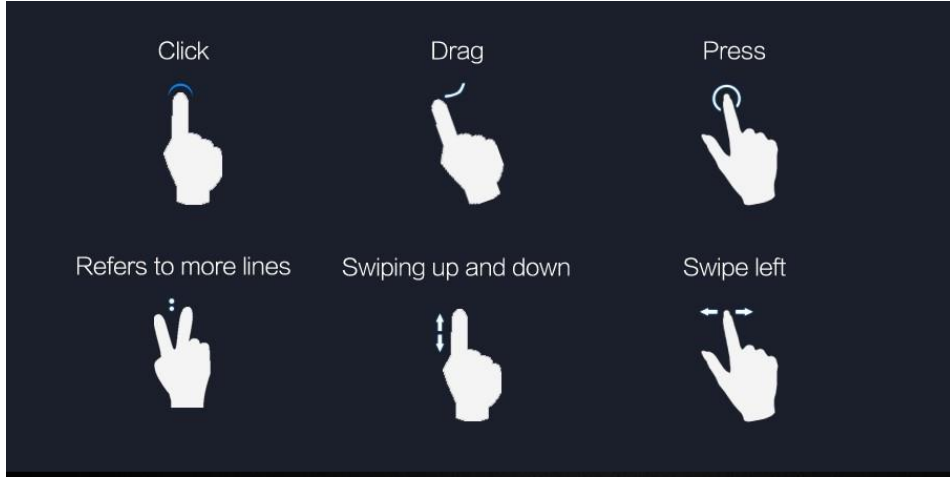 Click
Drag
Press
Refers to more lines
Swiping up and down
Swipe left